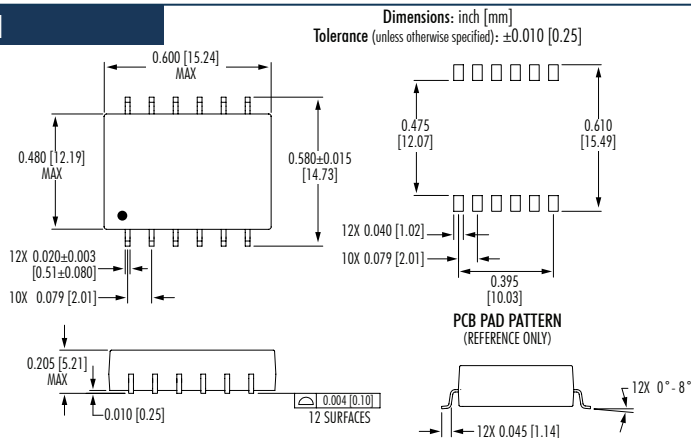 Dimensions: inch [mm]
Tolerance (unless otherwise specified): ±0.010 [0.25]
0.600 [15.24]
MAX
0.480 [12.19]
MAX
0.580±0.015
[14.73]
12X 0.020±0.003
[0.51±0.080]
10X 0.079 [2.01]
0.475
[12.07]
0.610
[15.49]
12X 0.040 [1.02]
10X 0.079 [2.01]
0.395
[10.03]
PCB PAD PATTERN
(REFERENCE ONLY)
0.205 [5.21]
MAX
0.010 [0.25]
0.004 [0.10]
12 SURFACES
12X 0°- 8°
12X 0.045 [1.14]